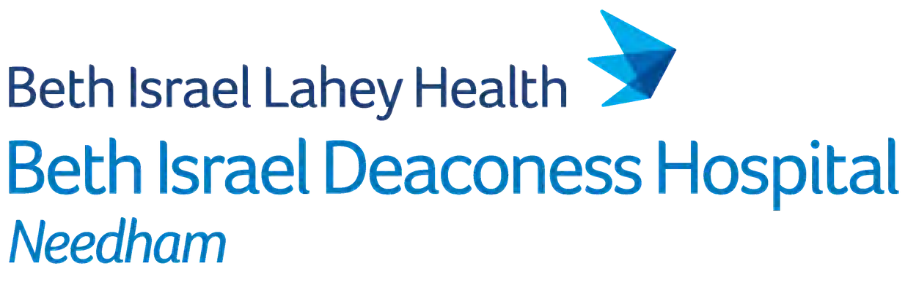 Beth Israel Lahey Health
Beth Israel Deaconess Hospital
Needham